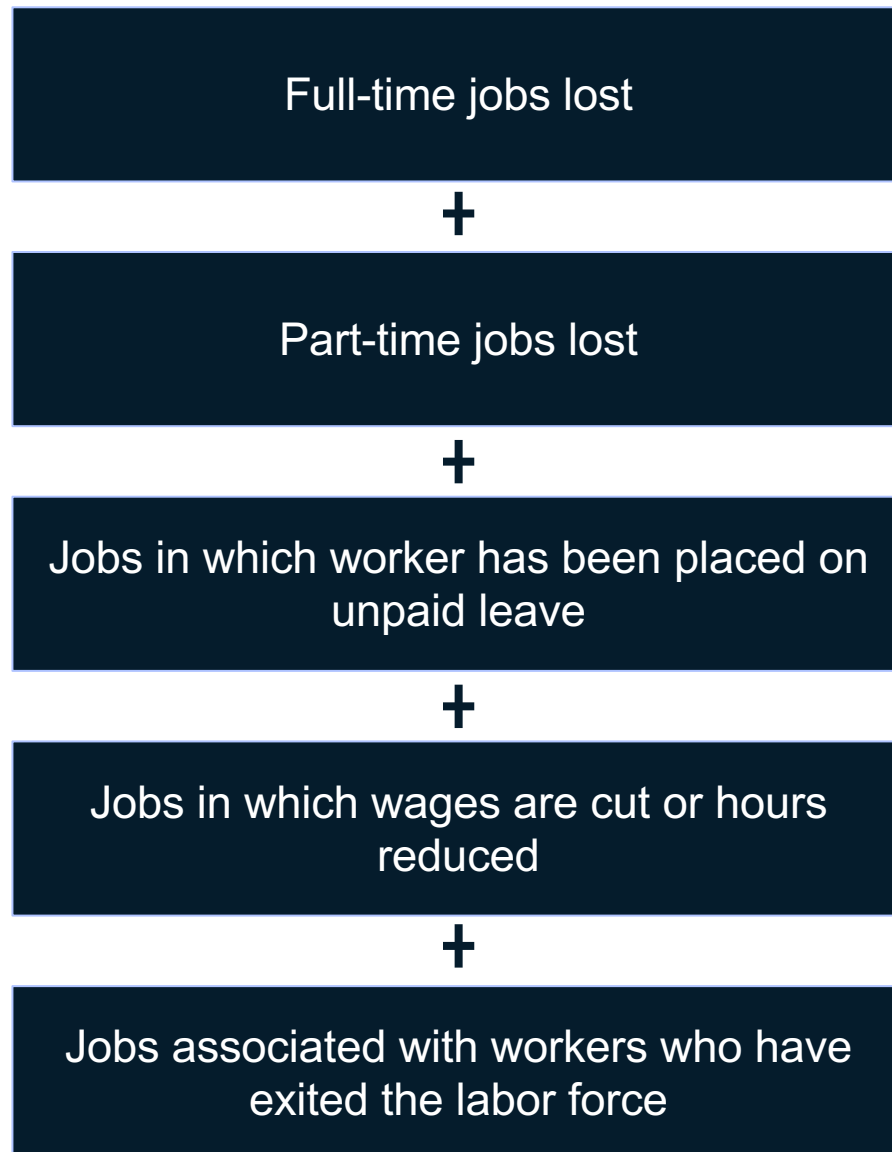 Full-time jobs lost
+
Part-time jobs lost
+
Jobs in which worker has been placed on
unpaid leave
+
Jobs in which wages are cut or hours
reduced
+
Jobs associated with workers who have
exited the labor force